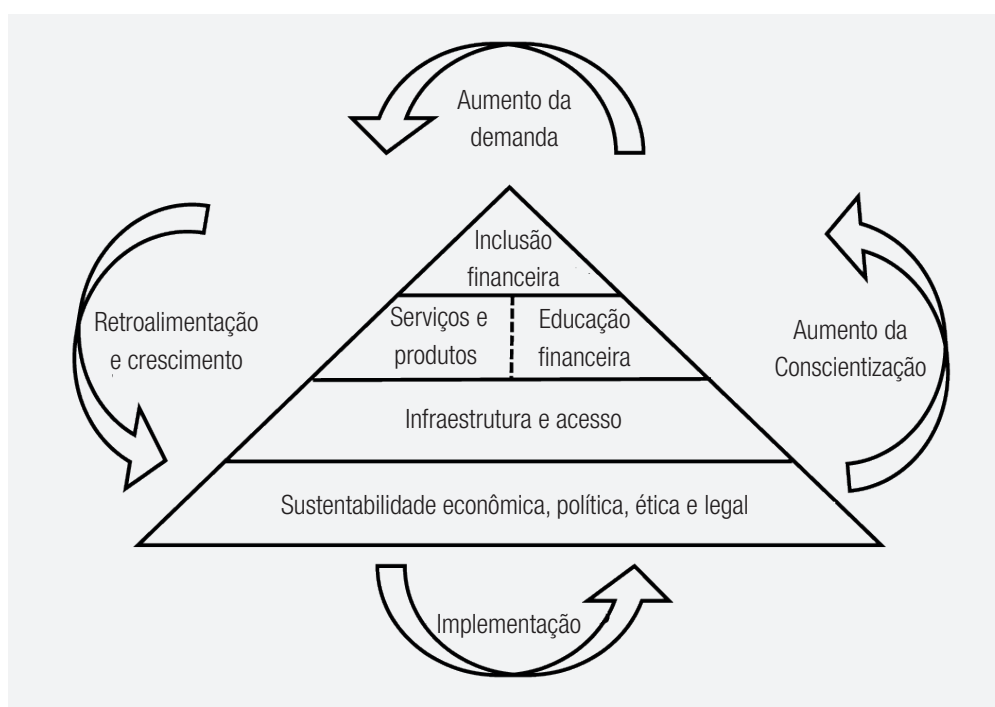 Aumento da
demanda
Inclusão
financeira
Serviços e
produtos
Educação
financeira
Retroalimentação
e crescimento
Aumento da
Conscientização
Infraestrutura e acesso
Sustentabilidade econômica, política, ética e legal
Implementação